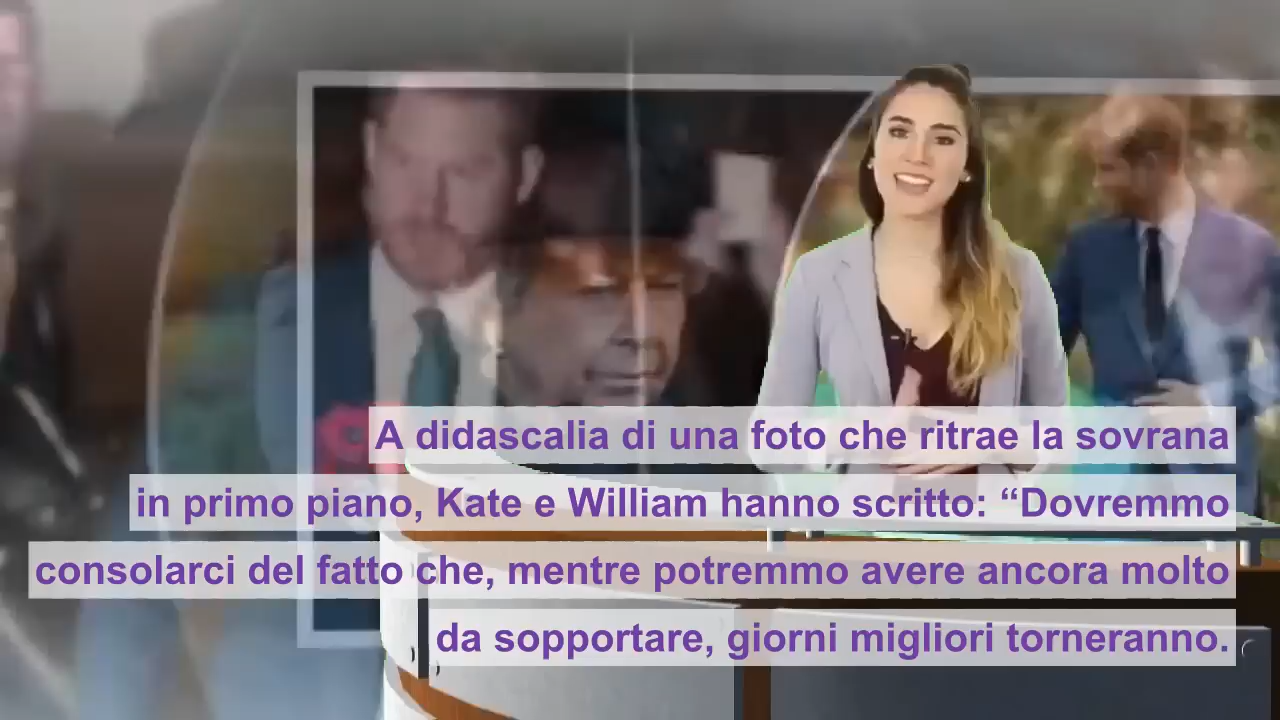 A didascalia di una foto che ritrae la sovrana
in primo piano, Kate e William hanno scritto: “Dovremmo
consolarci del fatto che, mentre potremmo avere ancora molto
da sopportare, giorni migliori torneranno.